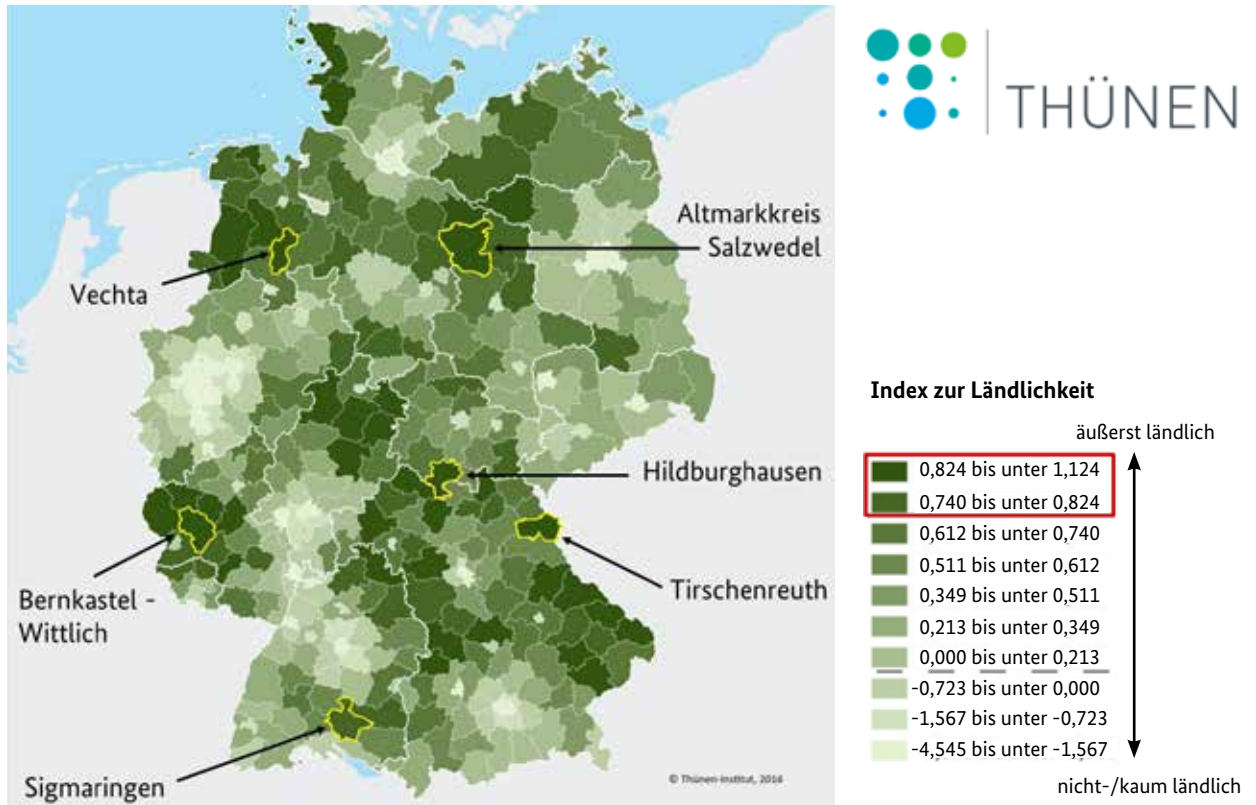 THÜNEN
Altmarkkreis
Salzwedel
Vechta
Hildburghausen
Bernkastel -
Wittlich
Tirschenreuth
Sigmaringen
© Thünen-Institut, 2016
Index zur Ländlichkeit
äußerst ländlich
0,824 bis unter 1,124
0,740 bis unter 0,824
0,612 bis unter 0,740
0,511 bis unter 0,612
0,349 bis unter 0,511
0,213 bis unter 0,349
0,000 bis unter 0,213
-0,723 bis unter 0,000
-1,567 bis unter -0,723
-4,545 bis unter -1,567
nicht-/kaum ländlich